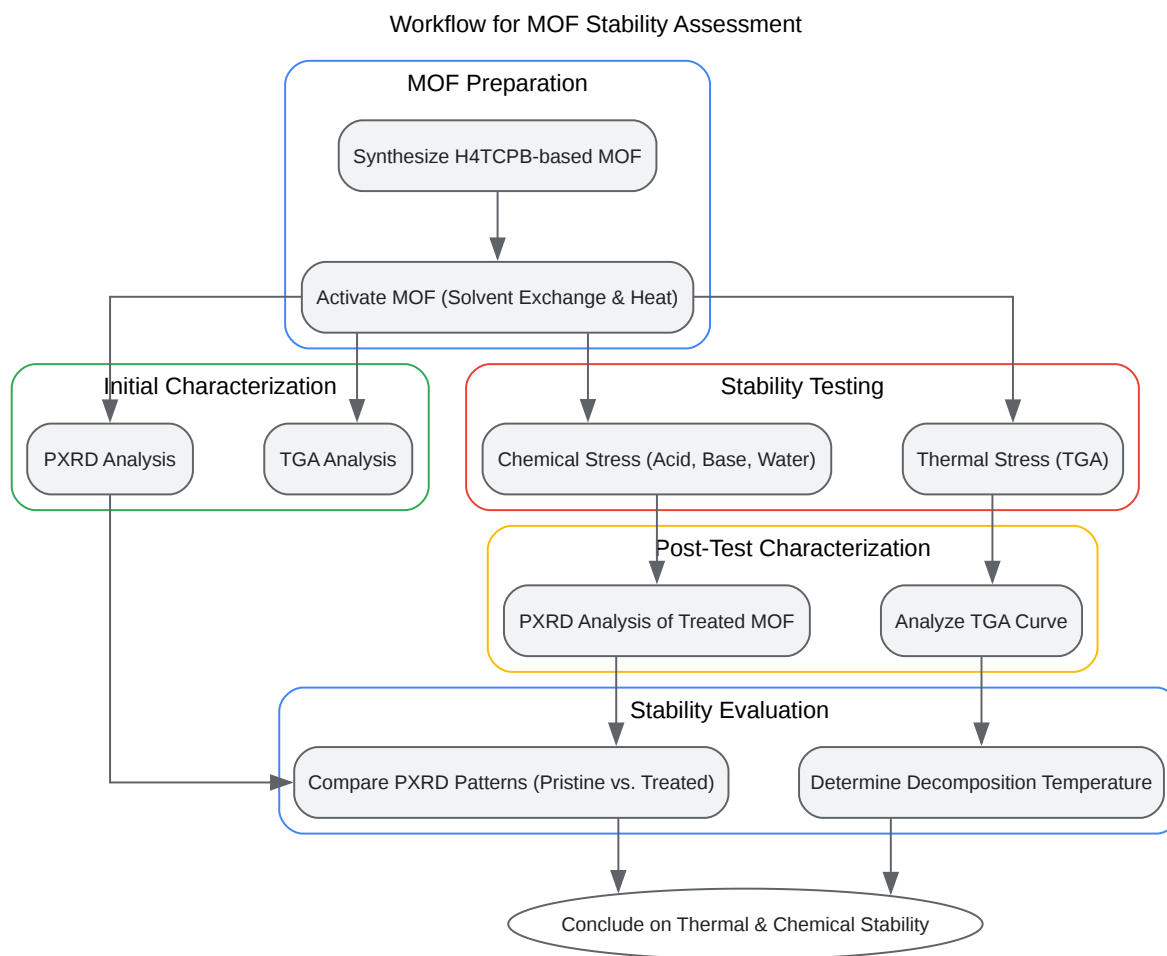 Workflow for MOF Stability Assessment
MOF Preparation
Synthesize H4TCPB-based MOF
Activate MOF (Solvent Exchange & Heat)
Initial Characterization
Stability Testing
PXRD Analysis
TGA Analysis
Chemical Stress (Acid, Base, Water)
Thermal Stress (TGA)
Post-Test Characterization
PXRD Analysis of Treated MOF
Analyze TGA Curve
Stability Evaluation
Compare PXRD Patterns (Pristine vs. Treated)
Determine Decomposition Temperature
Conclude on Thermal & Chemical Stability